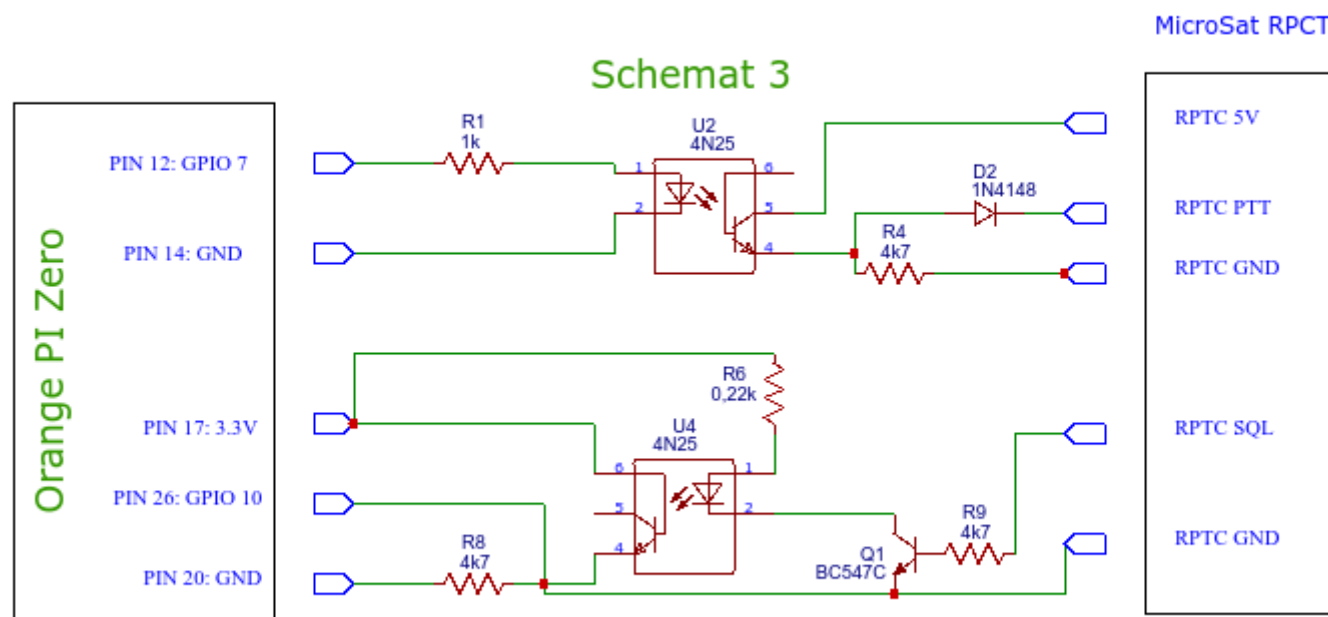 MicroSat RPCT
Schemat 3
Orange PI Zero
PIN 12: GPIO 7
R1
1k
U2
4N25
1
2
6
5
4
D2
1N4148
R4
4k7
RPTC 5V
RPTC PTT
RPTC GND
PIN 14: GND
PIN 17: 3.3V
R6
0,22k
U4
4N25
6
5
4
1
2
RPTC SQL
PIN 26: GPIO 10
R9
4k7
Q1
BC547C
RPTC GND
R8
4k7
PIN 20: GND